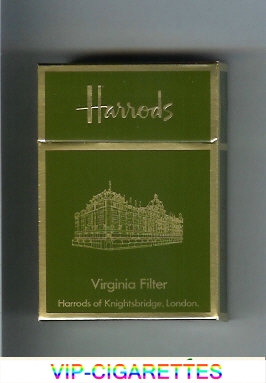 Harrods
Virginia Filter
Harrods of Knightsbridge, London.
VIP-CIGARETTES